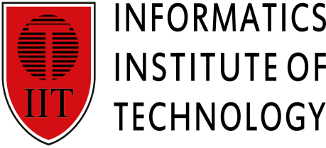 IIT
INFORMATICS
INSTITUTE OF
TECHNOLOGY